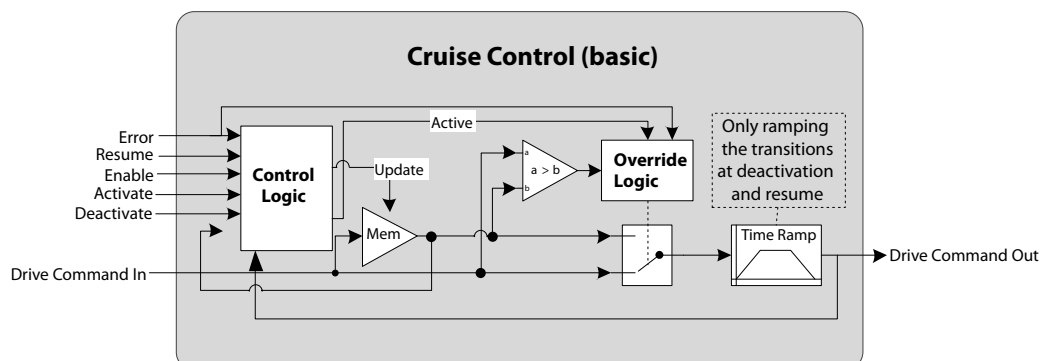 Cruise Control (basic)
Error
Resume
Enable
Activate
Deactivate
Drive Command In
Control
Logic
Active
Update
Mem
a
a > b
b
Override
Logic
Only ramping
the transitions
at deactivation
and resume
Time Ramp
Drive Command Out